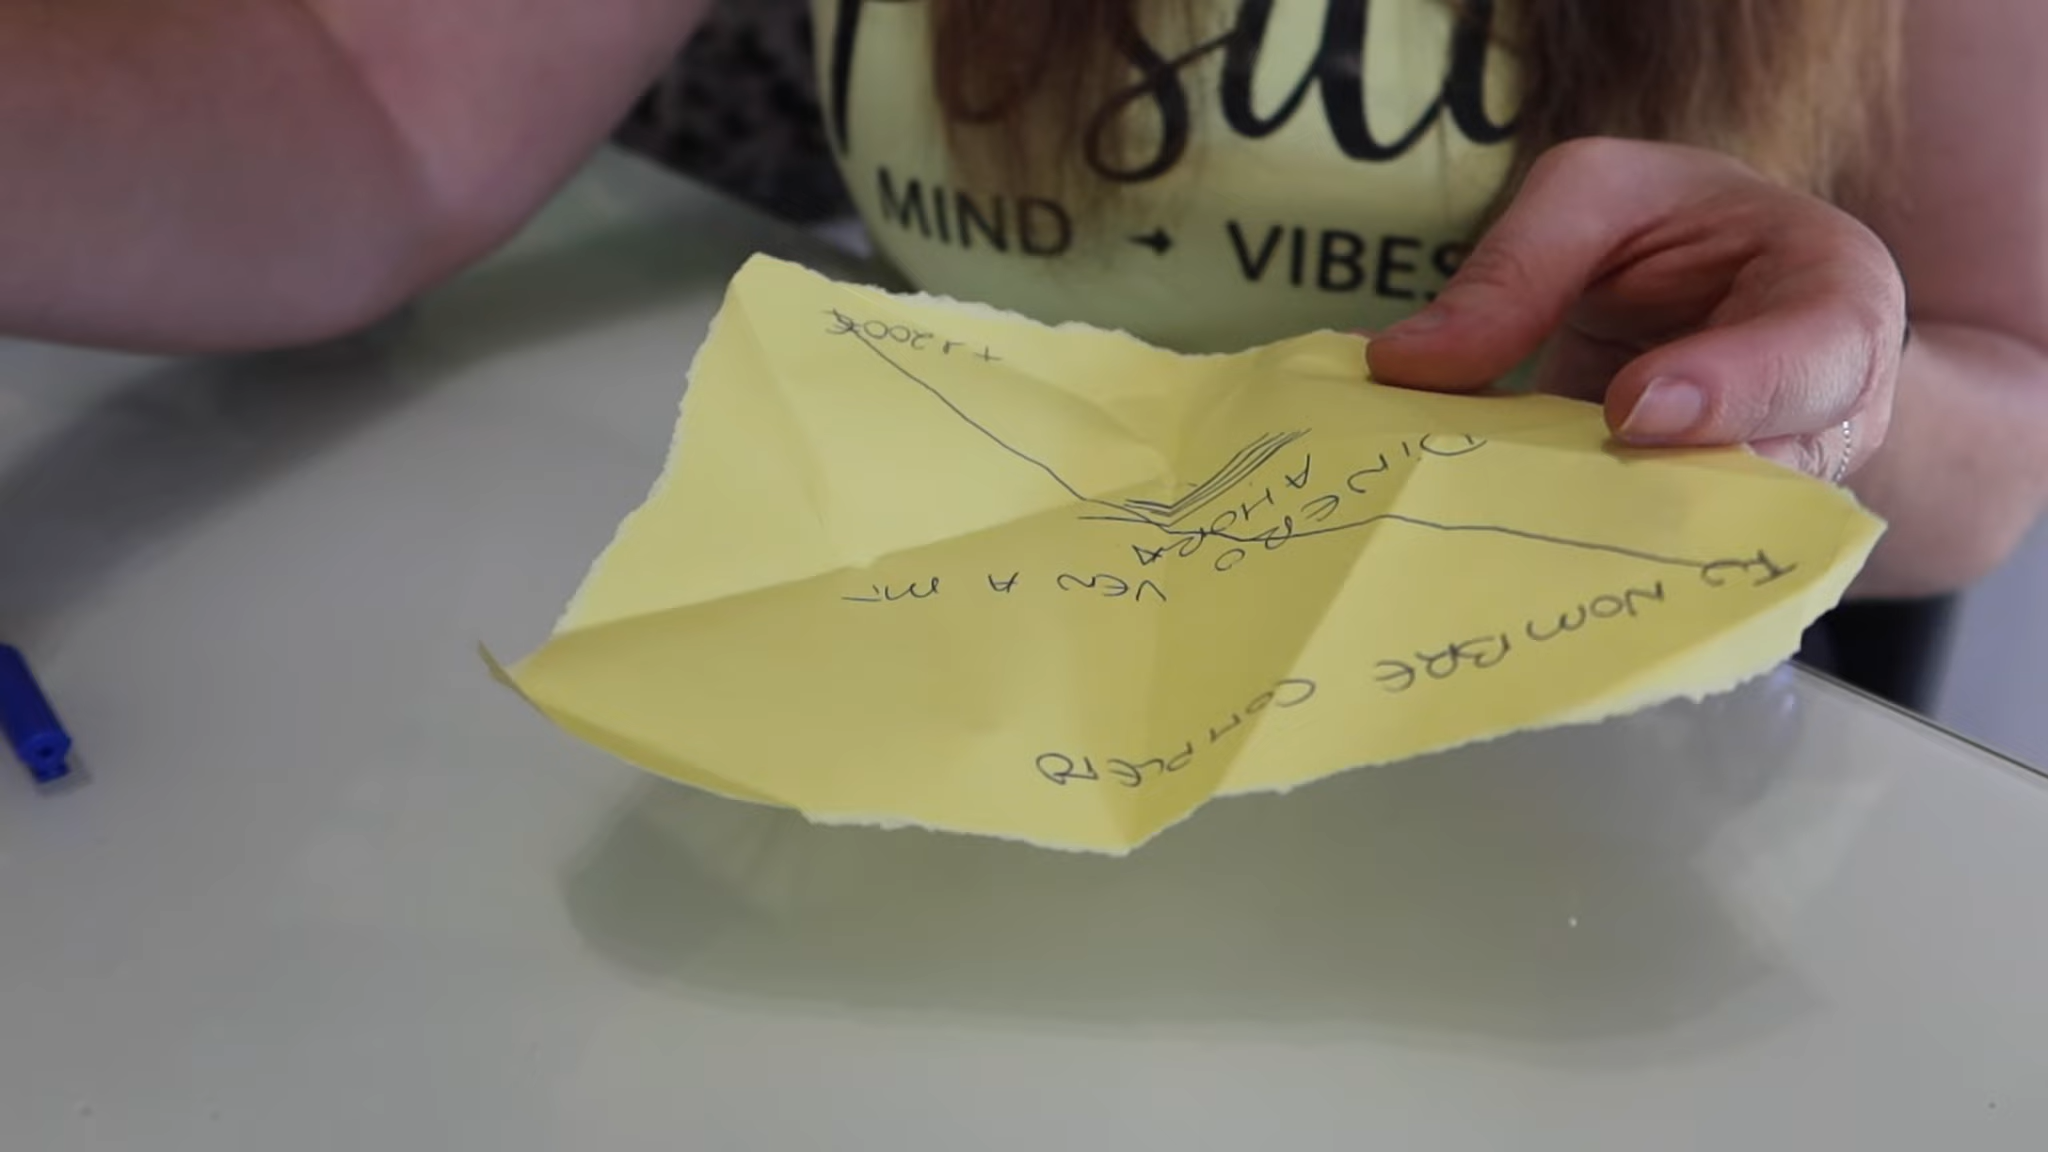 MIND + VIBES
TU NOMBRE COMPLETO
VEN A MI
DINERO
AHORA
+ 1200€